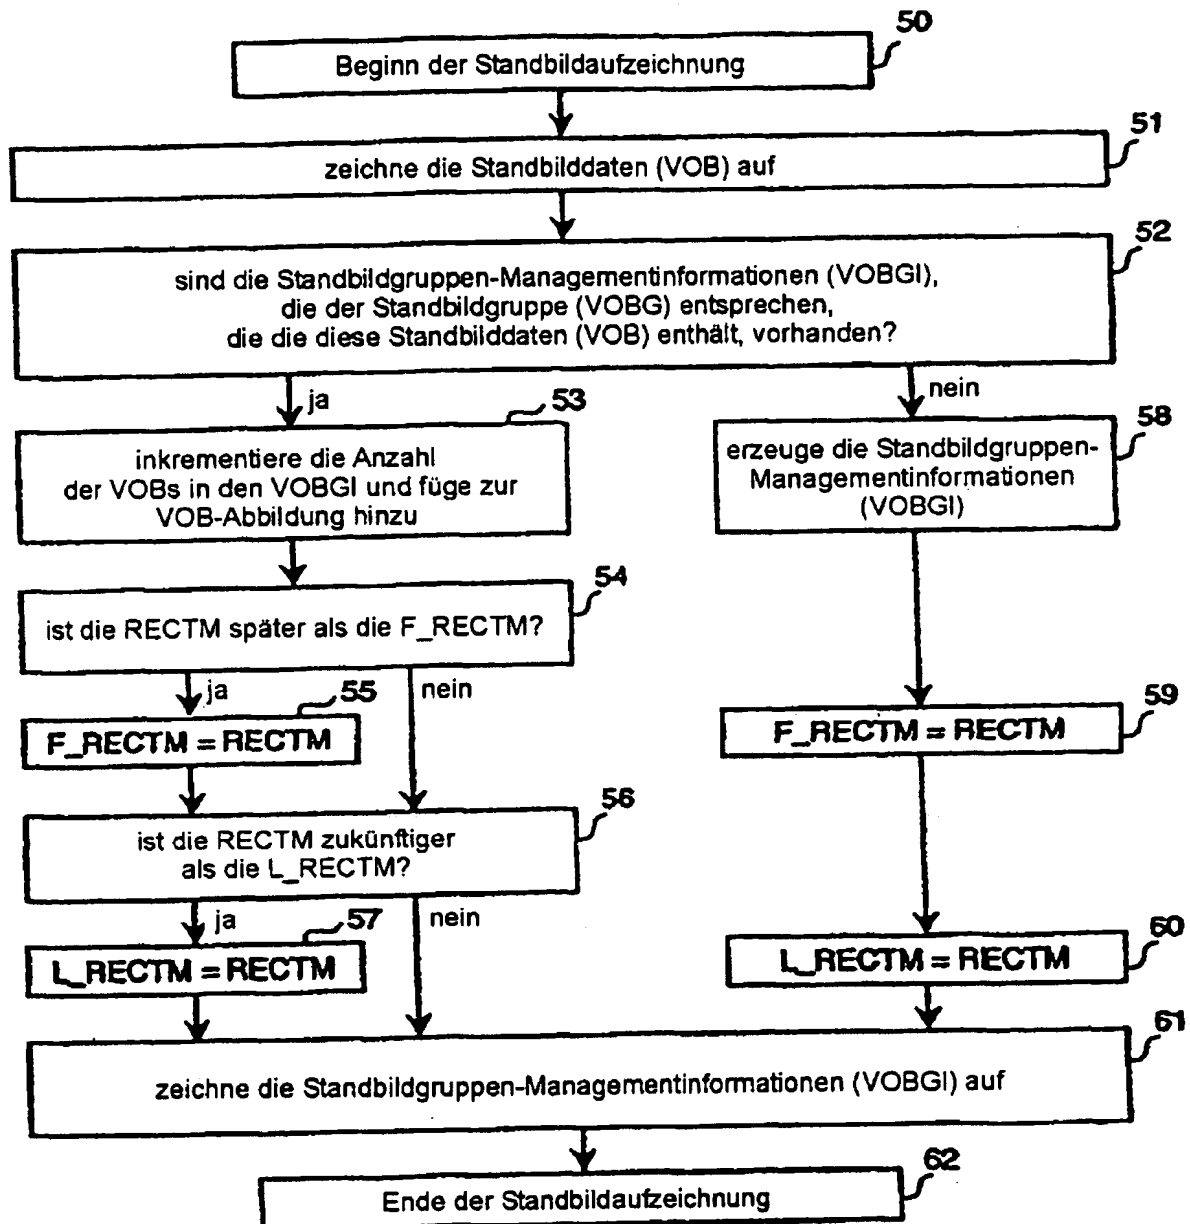 50
Beginn der Standbildaufzeichnung
51
zeichne die Standbilddaten (VOB) auf
52
sind die Standbildgruppen-Managementinformationen (VOBGI),
die der Standbildgruppe (VOBG) entsprechen,
die die diese Standbilddaten (VOB) enthält, vorhanden?
ja
nein
53
inkrementiere die Anzahl
der VOBs in den VOBGI und füge zur
VOB-Abbildung hinzu
58
erzeuge die Standbildgruppen-
Managementinformationen
(VOBGI)
54
ist die RECTM später als die F_RECTM?
ja
nein
55
F_RECTM = RECTM
59
F_RECTM = RECTM
56
ist die RECTM zukünftiger
als die L_RECTM?
ja
nein
57
L_RECTM = RECTM
60
L_RECTM = RECTM
61
zeichne die Standbildgruppen-Managementinformationen (VOBGI) auf
62
Ende der Standbildaufzeichnung